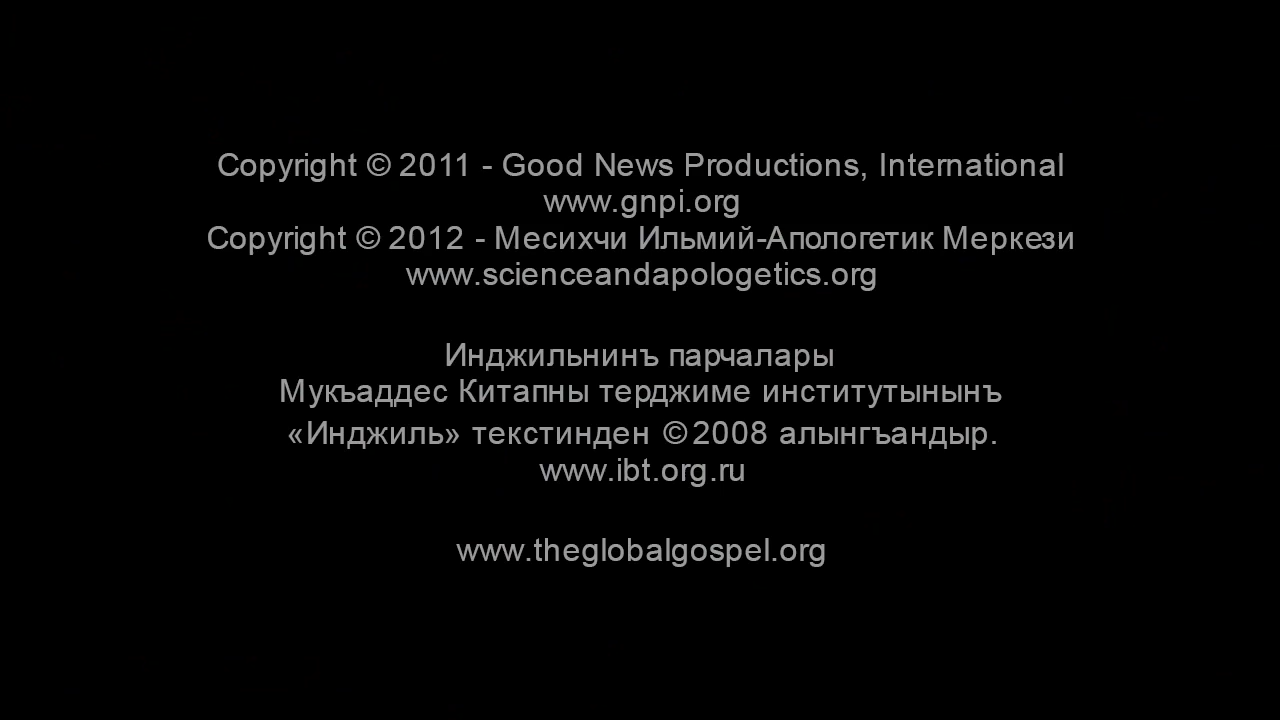 Copyright © 2011 - Good News Productions, International
www.gnpi.org
Copyright © 2012 - Месихчи Ильмий-Апологетик Меркези
www.scienceandapologetics.org
Инджильнинъ парчалары
Мукъаддес Китапны терджиме институтынынъ
«Инджиль» текстинден © 2008 алынгъандыр.
www.ibt.org.ru
www.theglobalgospel.org